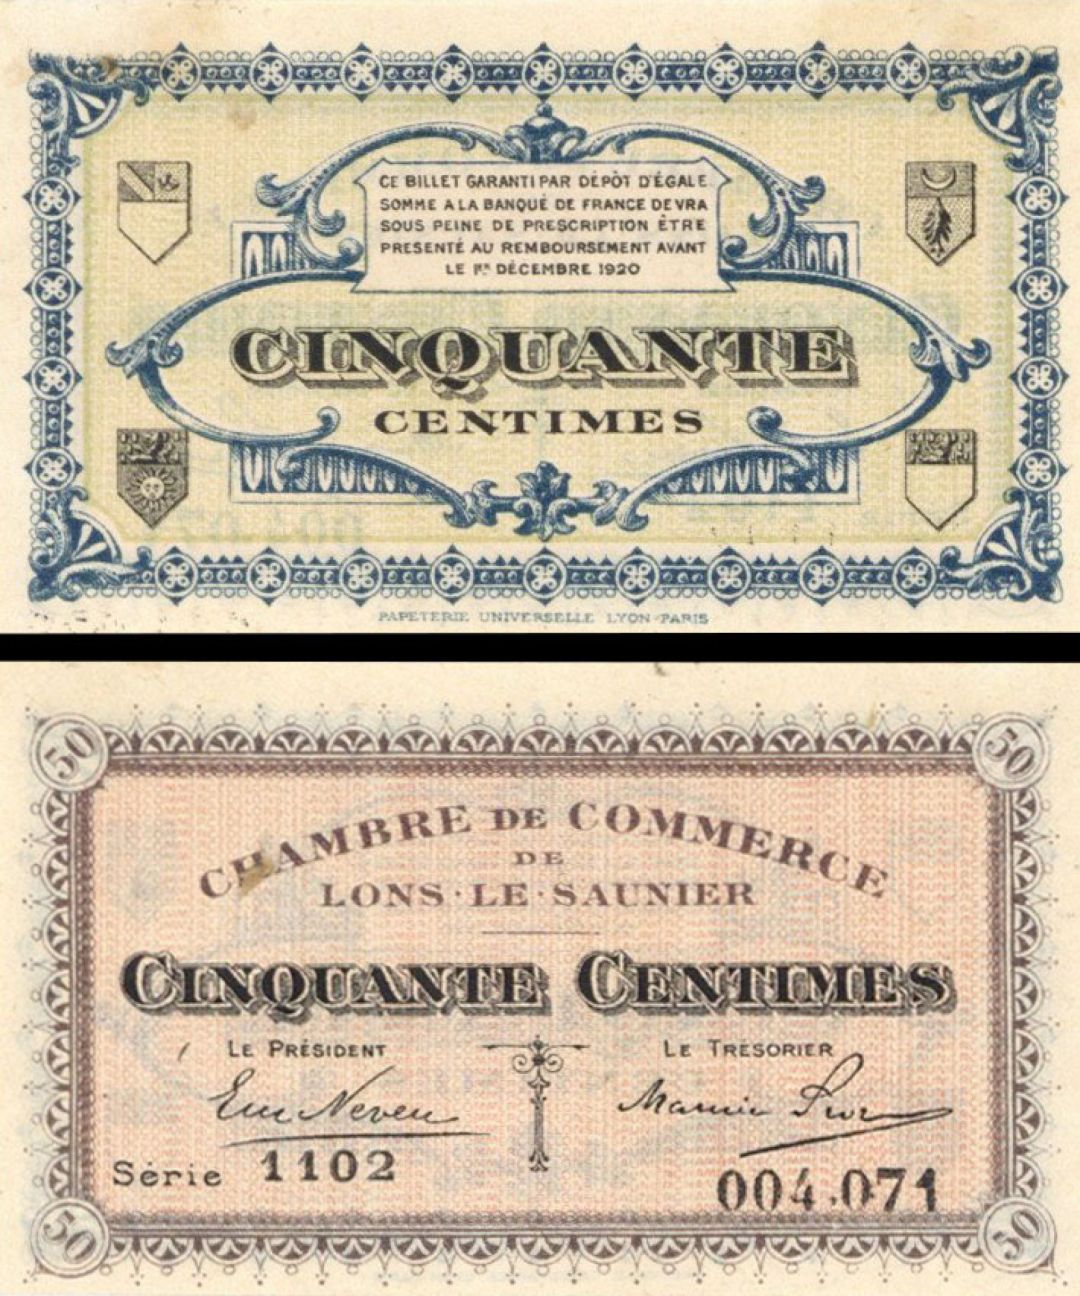 CE BILLET GARANTI PAR DÉPÔT D'ÉGALE
SOMME A LA BANQUE DE FRANCE DEVRA
SOUS PEINE DE PRESCRIPTION ÊTRE
PRESENTÉ AU REMBOURSEMENT AVANT
LE 1ER DÉCEMBRE 1920
CINQUANTE
CENTIMES
PAPETERIE UNIVERSELLE LYON-PARIS
50 50
CHAMBRE DE COMMERCE
DE
LONS-LE-SAUNIER
CINQUANTE CENTIMES
LE PRÉSIDENT LE TRÉSORIER
Série 1102 004.071
50 50